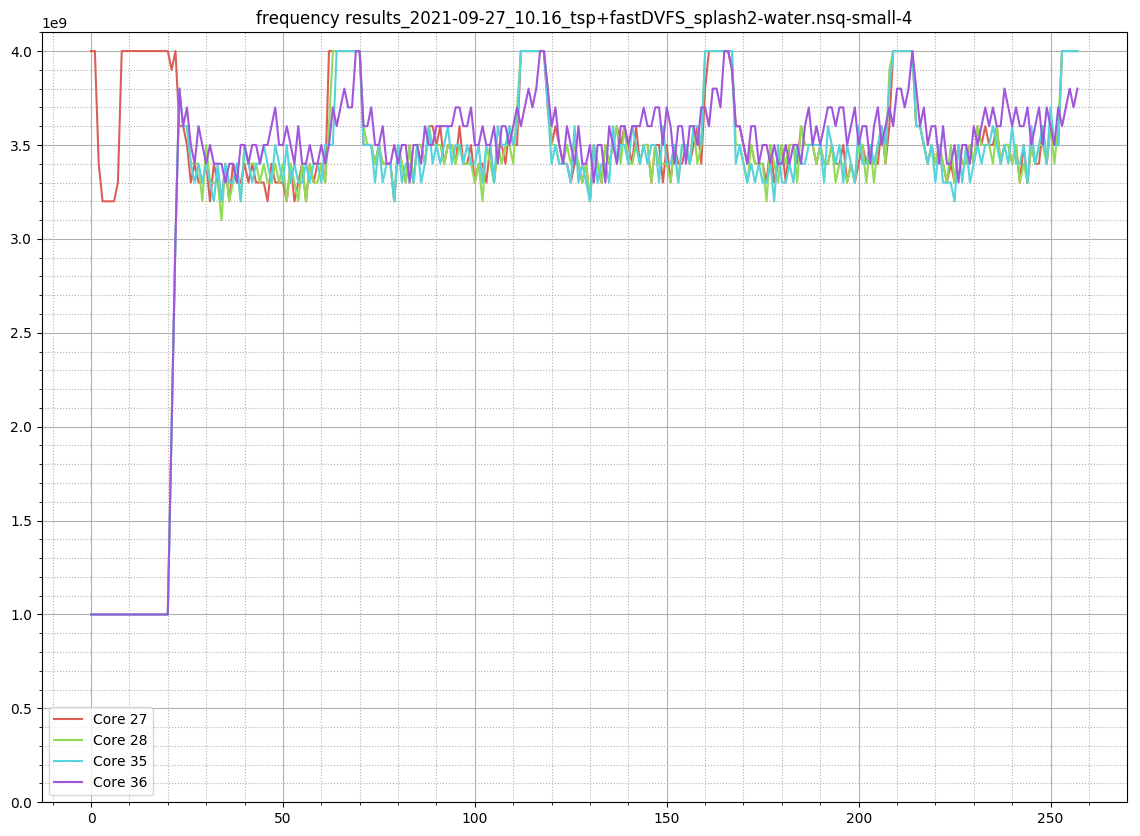 frequency results_2021-09-27_10.16_tsp+fastDVFS_splash2-water.nsq-small-4
1e9
4.0
3.5
3.0
2.5
2.0
1.5
1.0
0.5
0.0
Core 27
Core 28
Core 35
Core 36
0 50 100 150 200 250